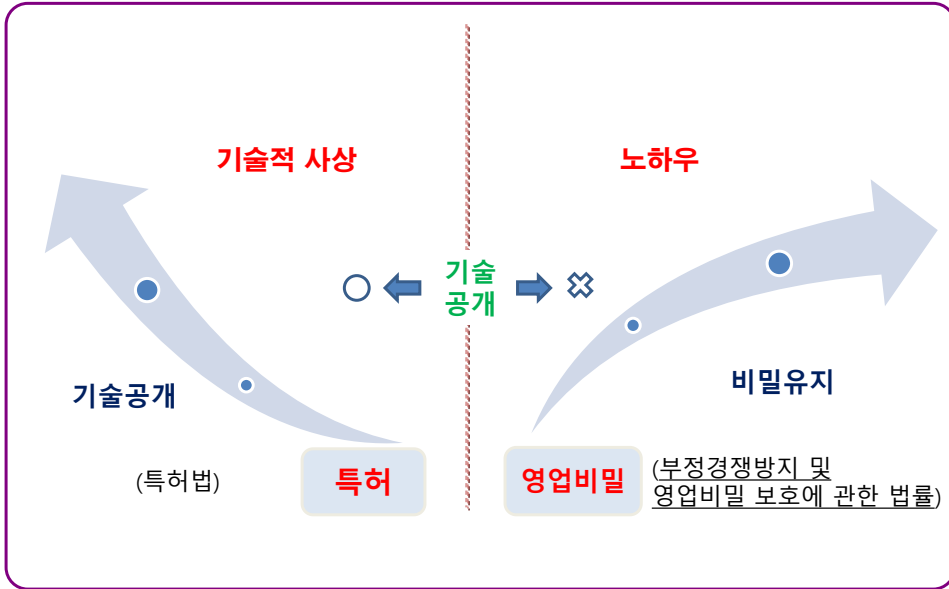 기술적 사상
노하우
○
기술
공개
기술공개
비밀유지
(특허법)
특허
영업비밀
(부정경쟁방지 및
영업비밀 보호에 관한 법률)